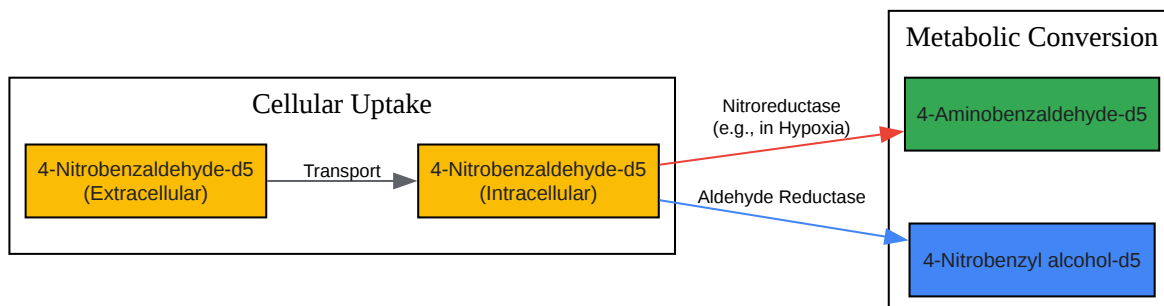 Metabolic Conversion
Cellular Uptake
4-Nitrobenzaldehyde-d5
(Extracellular)
Transport
4-Nitrobenzaldehyde-d5
(Intracellular)
Nitroreductase
(e.g., in Hypoxia)
4-Aminobenzaldehyde-d5
Aldehyde Reductase
4-Nitrobenzyl alcohol-d5